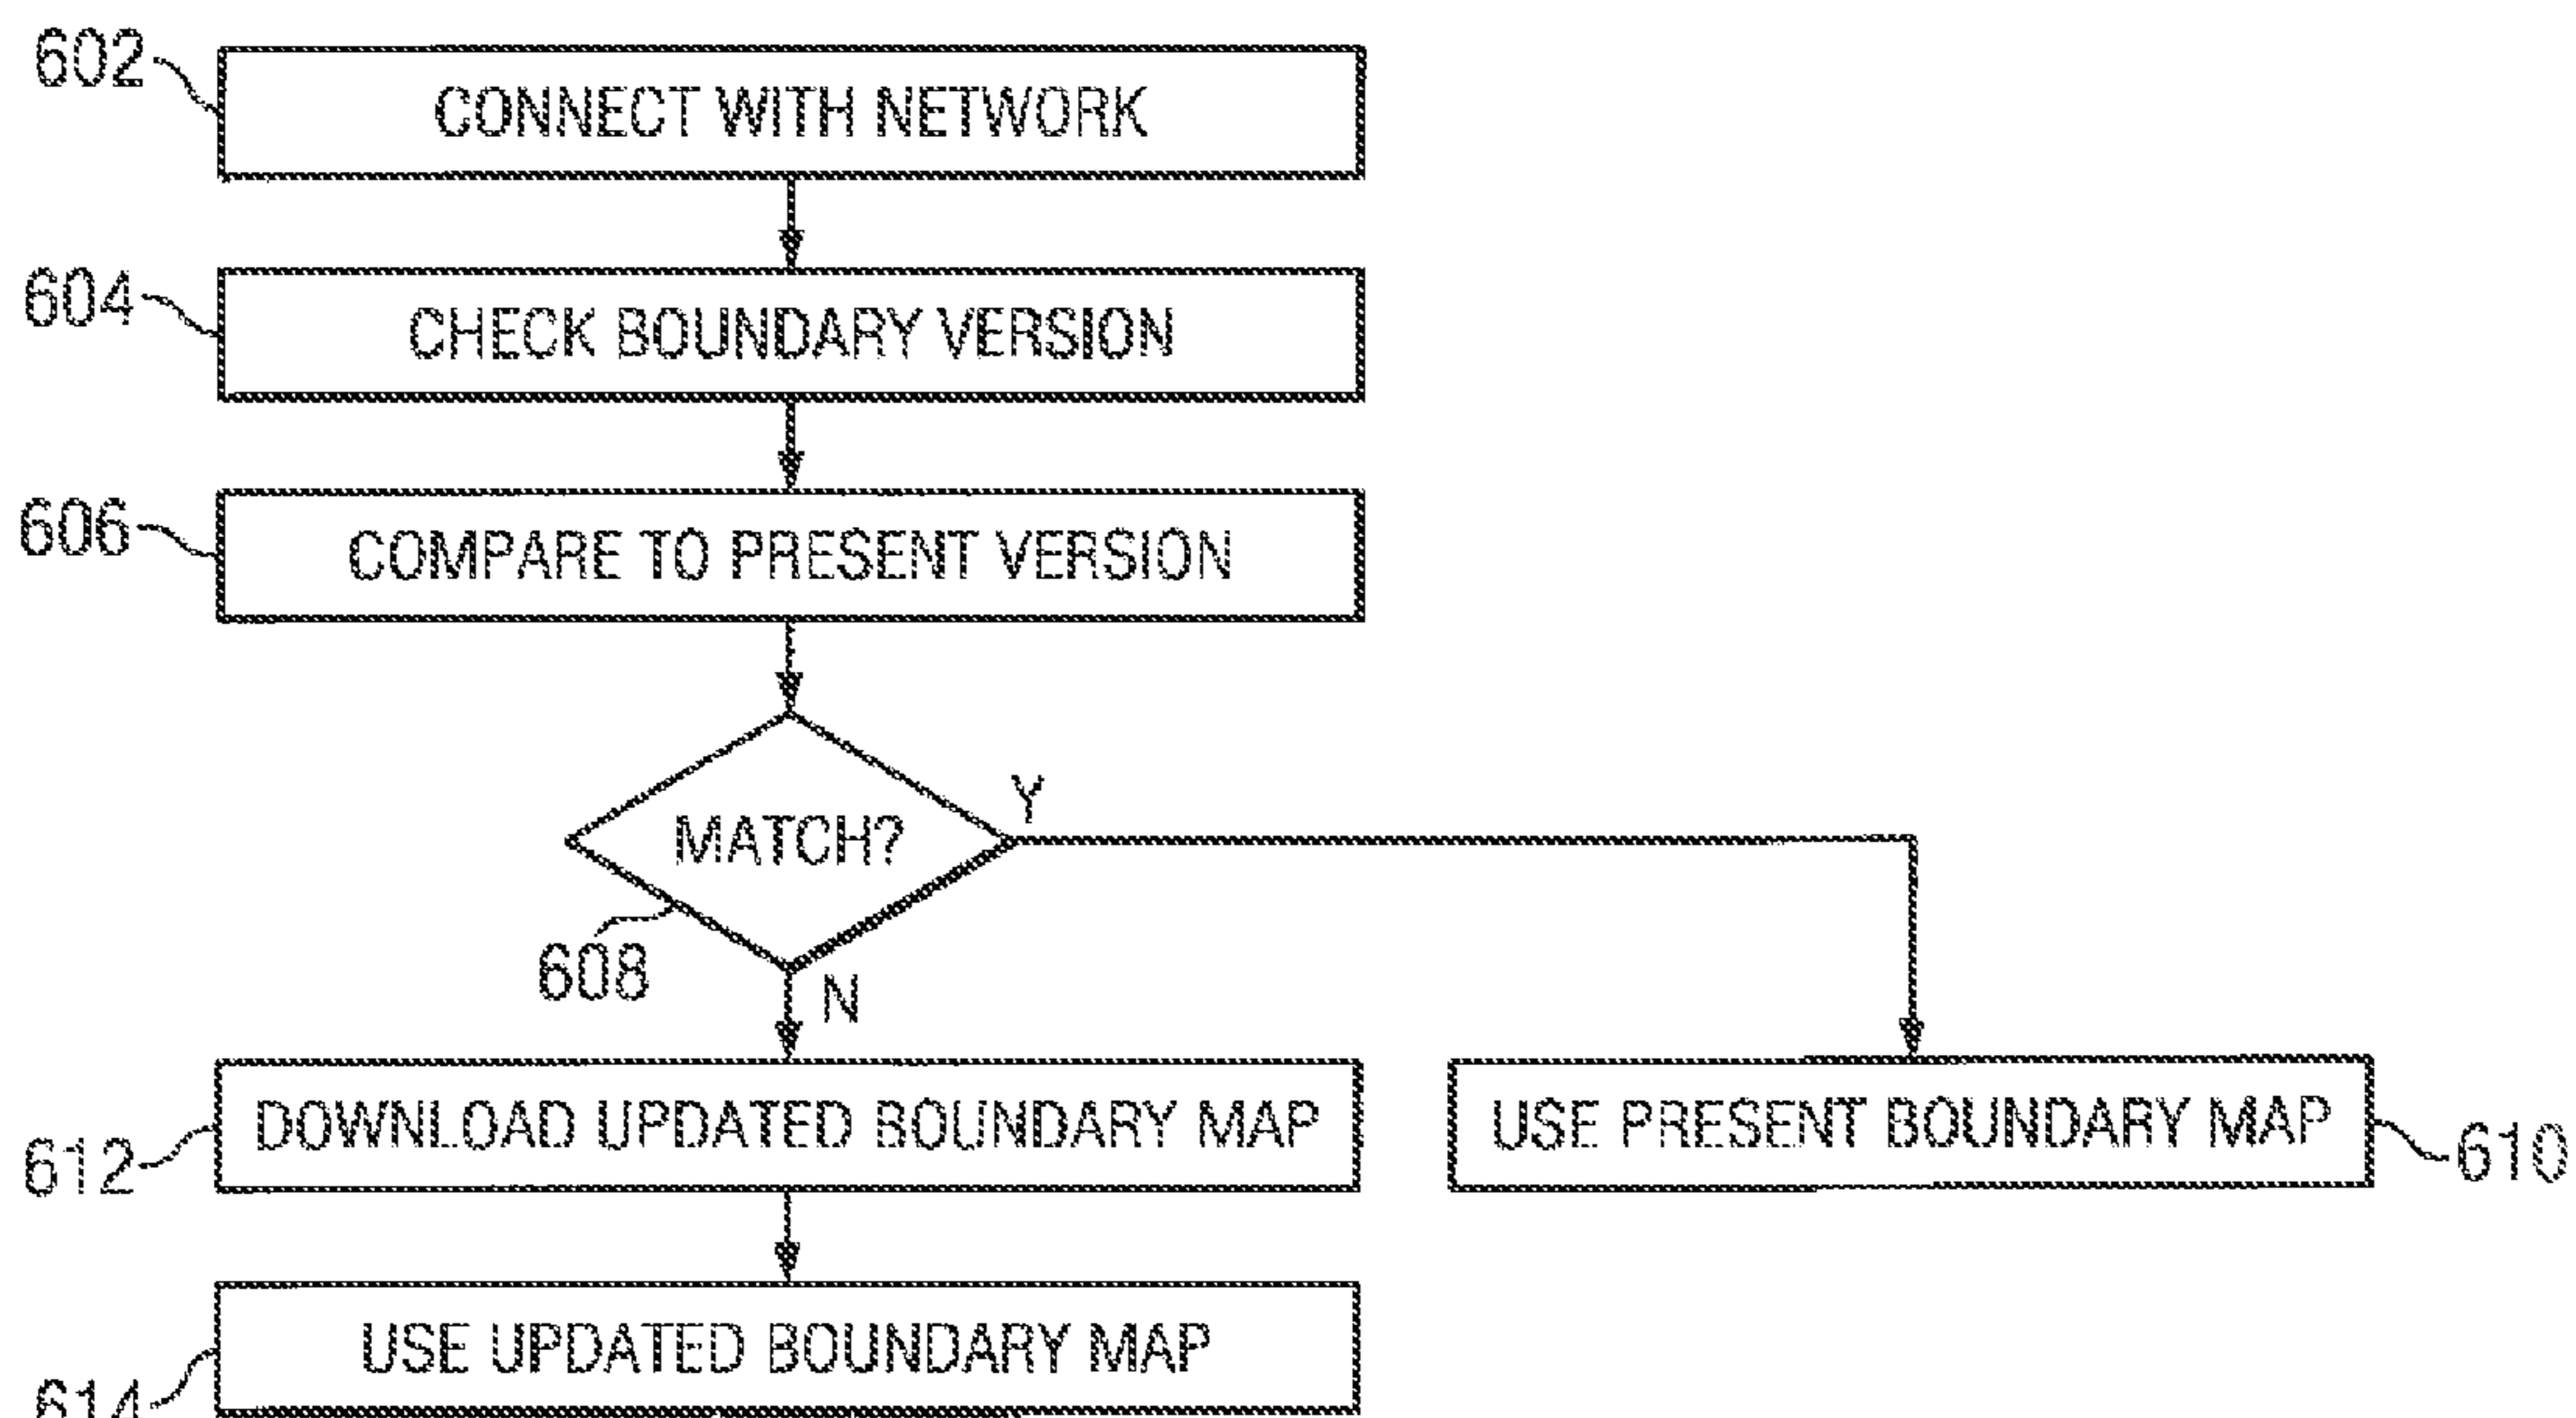 602
CONNECT WITH NETWORK
604
CHECK BOUNDARY VERSION
606
COMPARE TO PRESENT VERSION
MATCH?
Y
608
N
612
DOWNLOAD UPDATED BOUNDARY MAP
USE PRESENT BOUNDARY MAP
610
USE UPDATED BOUNDARY MAP
614